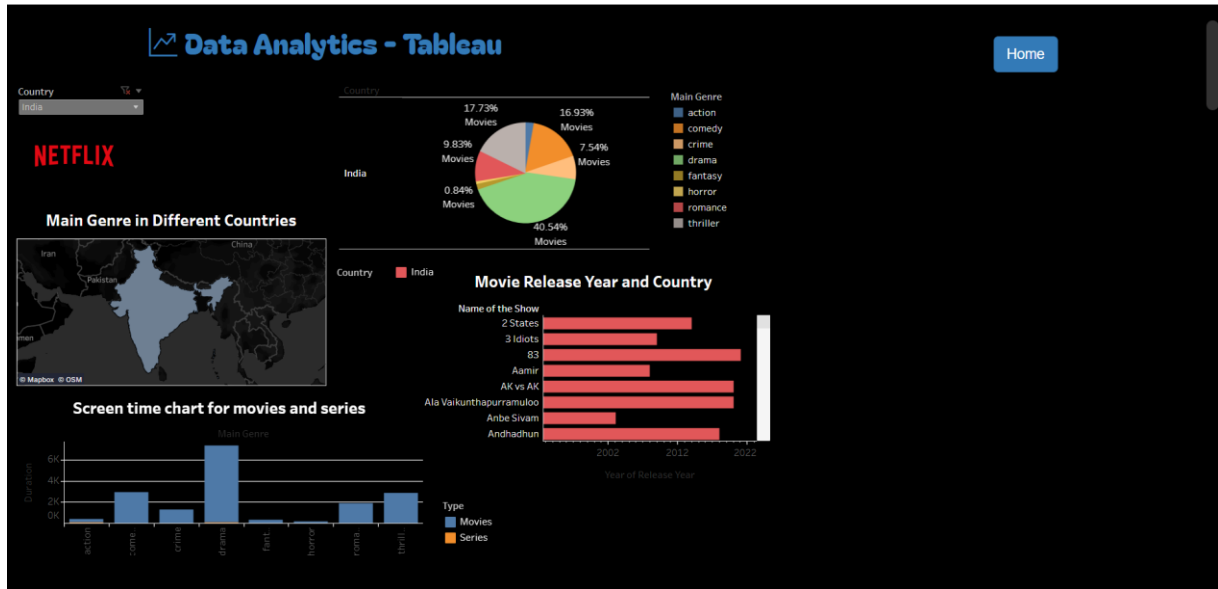 Data Analytics - Tableau
Home
Country
India
NETFLIX
Main Genre in Different Countries
Iran
China
Pakistan
men
© Mapbox © OSM
Country
India
17.73%
Movies
16.93%
Movies
9.83%
Movies
7.54%
Movies
0.84%
Movies
40.54%
Movies
Main Genre
action
comedy
crime
drama
fantasy
horror
romance
thriller
Country
India
Movie Release Year and Country
Name of the Show
2 States
3 Idiots
83
Aamir
AK vs AK
Ala Vaikunthapurramuloo
Anbe Sivam
Andhadhun
2002 2012 2022
Year of Release Year
Screen time chart for movies and series
Main Genre
Duration
6K
4K
2K
0K
action
come..
crime
drama
fant..
horror
roma..
thrill..
Type
Movies
Series